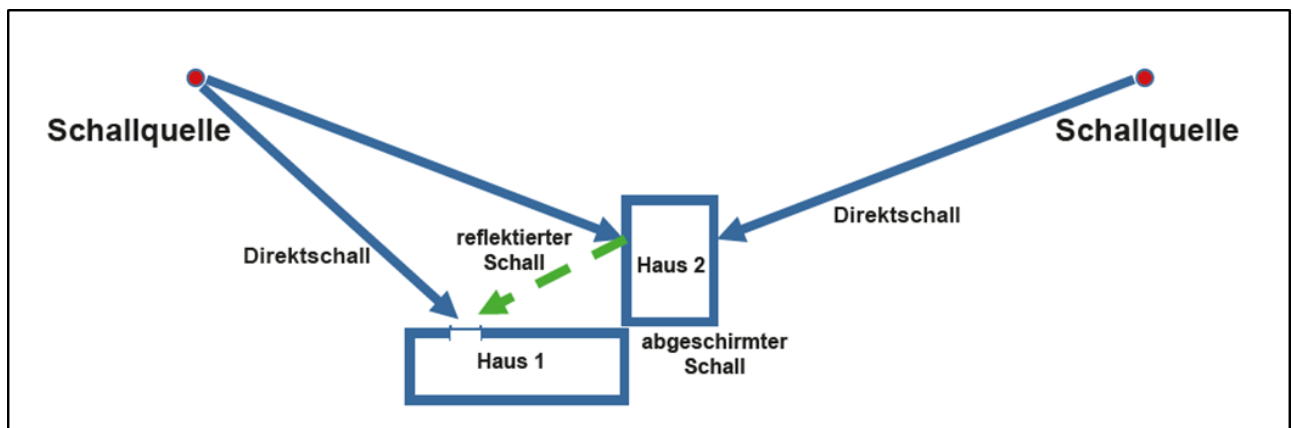 Schallquelle
Schallquelle
Direktschall
reflektierter
Schall
Direktschall
Haus 2
abgeschirmter
Schall
Haus 1